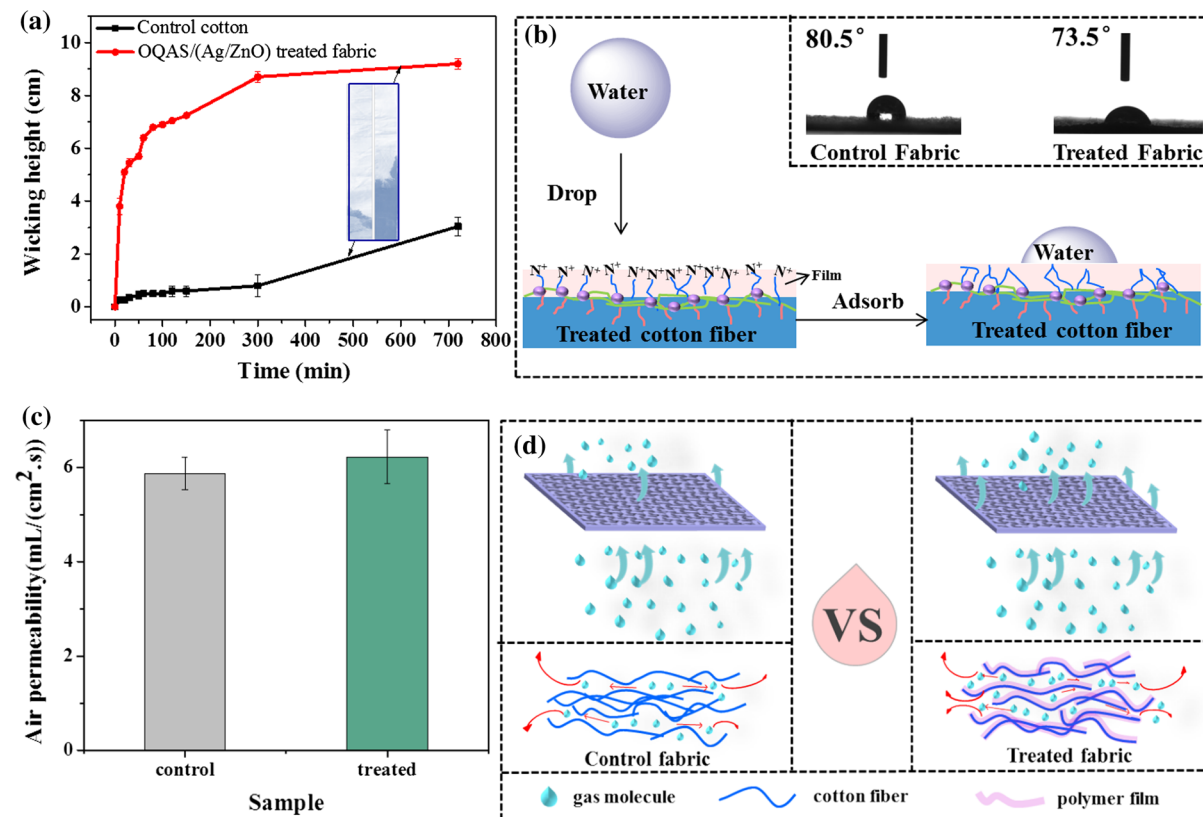 (a)
Control cotton
OQAS/(Ag/ZnO) treated fabric
Wicking height (cm)
10
8
6
4
2
0
0 100 200 300 400 500 600 700 800
Time (min)
(b)
Water
Drop
80.5°
73.5°
Control Fabric
Treated Fabric
N+ N+ N+ N+ N+ N+ N+ N+ N+ N+ N+ N+
Film
Treated cotton fiber
Adsorb
Water
Treated cotton fiber
(c)
Air permeability(mL/(cm².s))
6
4
2
0
control treated
Sample
(d)
VS
Control fabric
Treated fabric
gas molecule
cotton fiber
polymer film